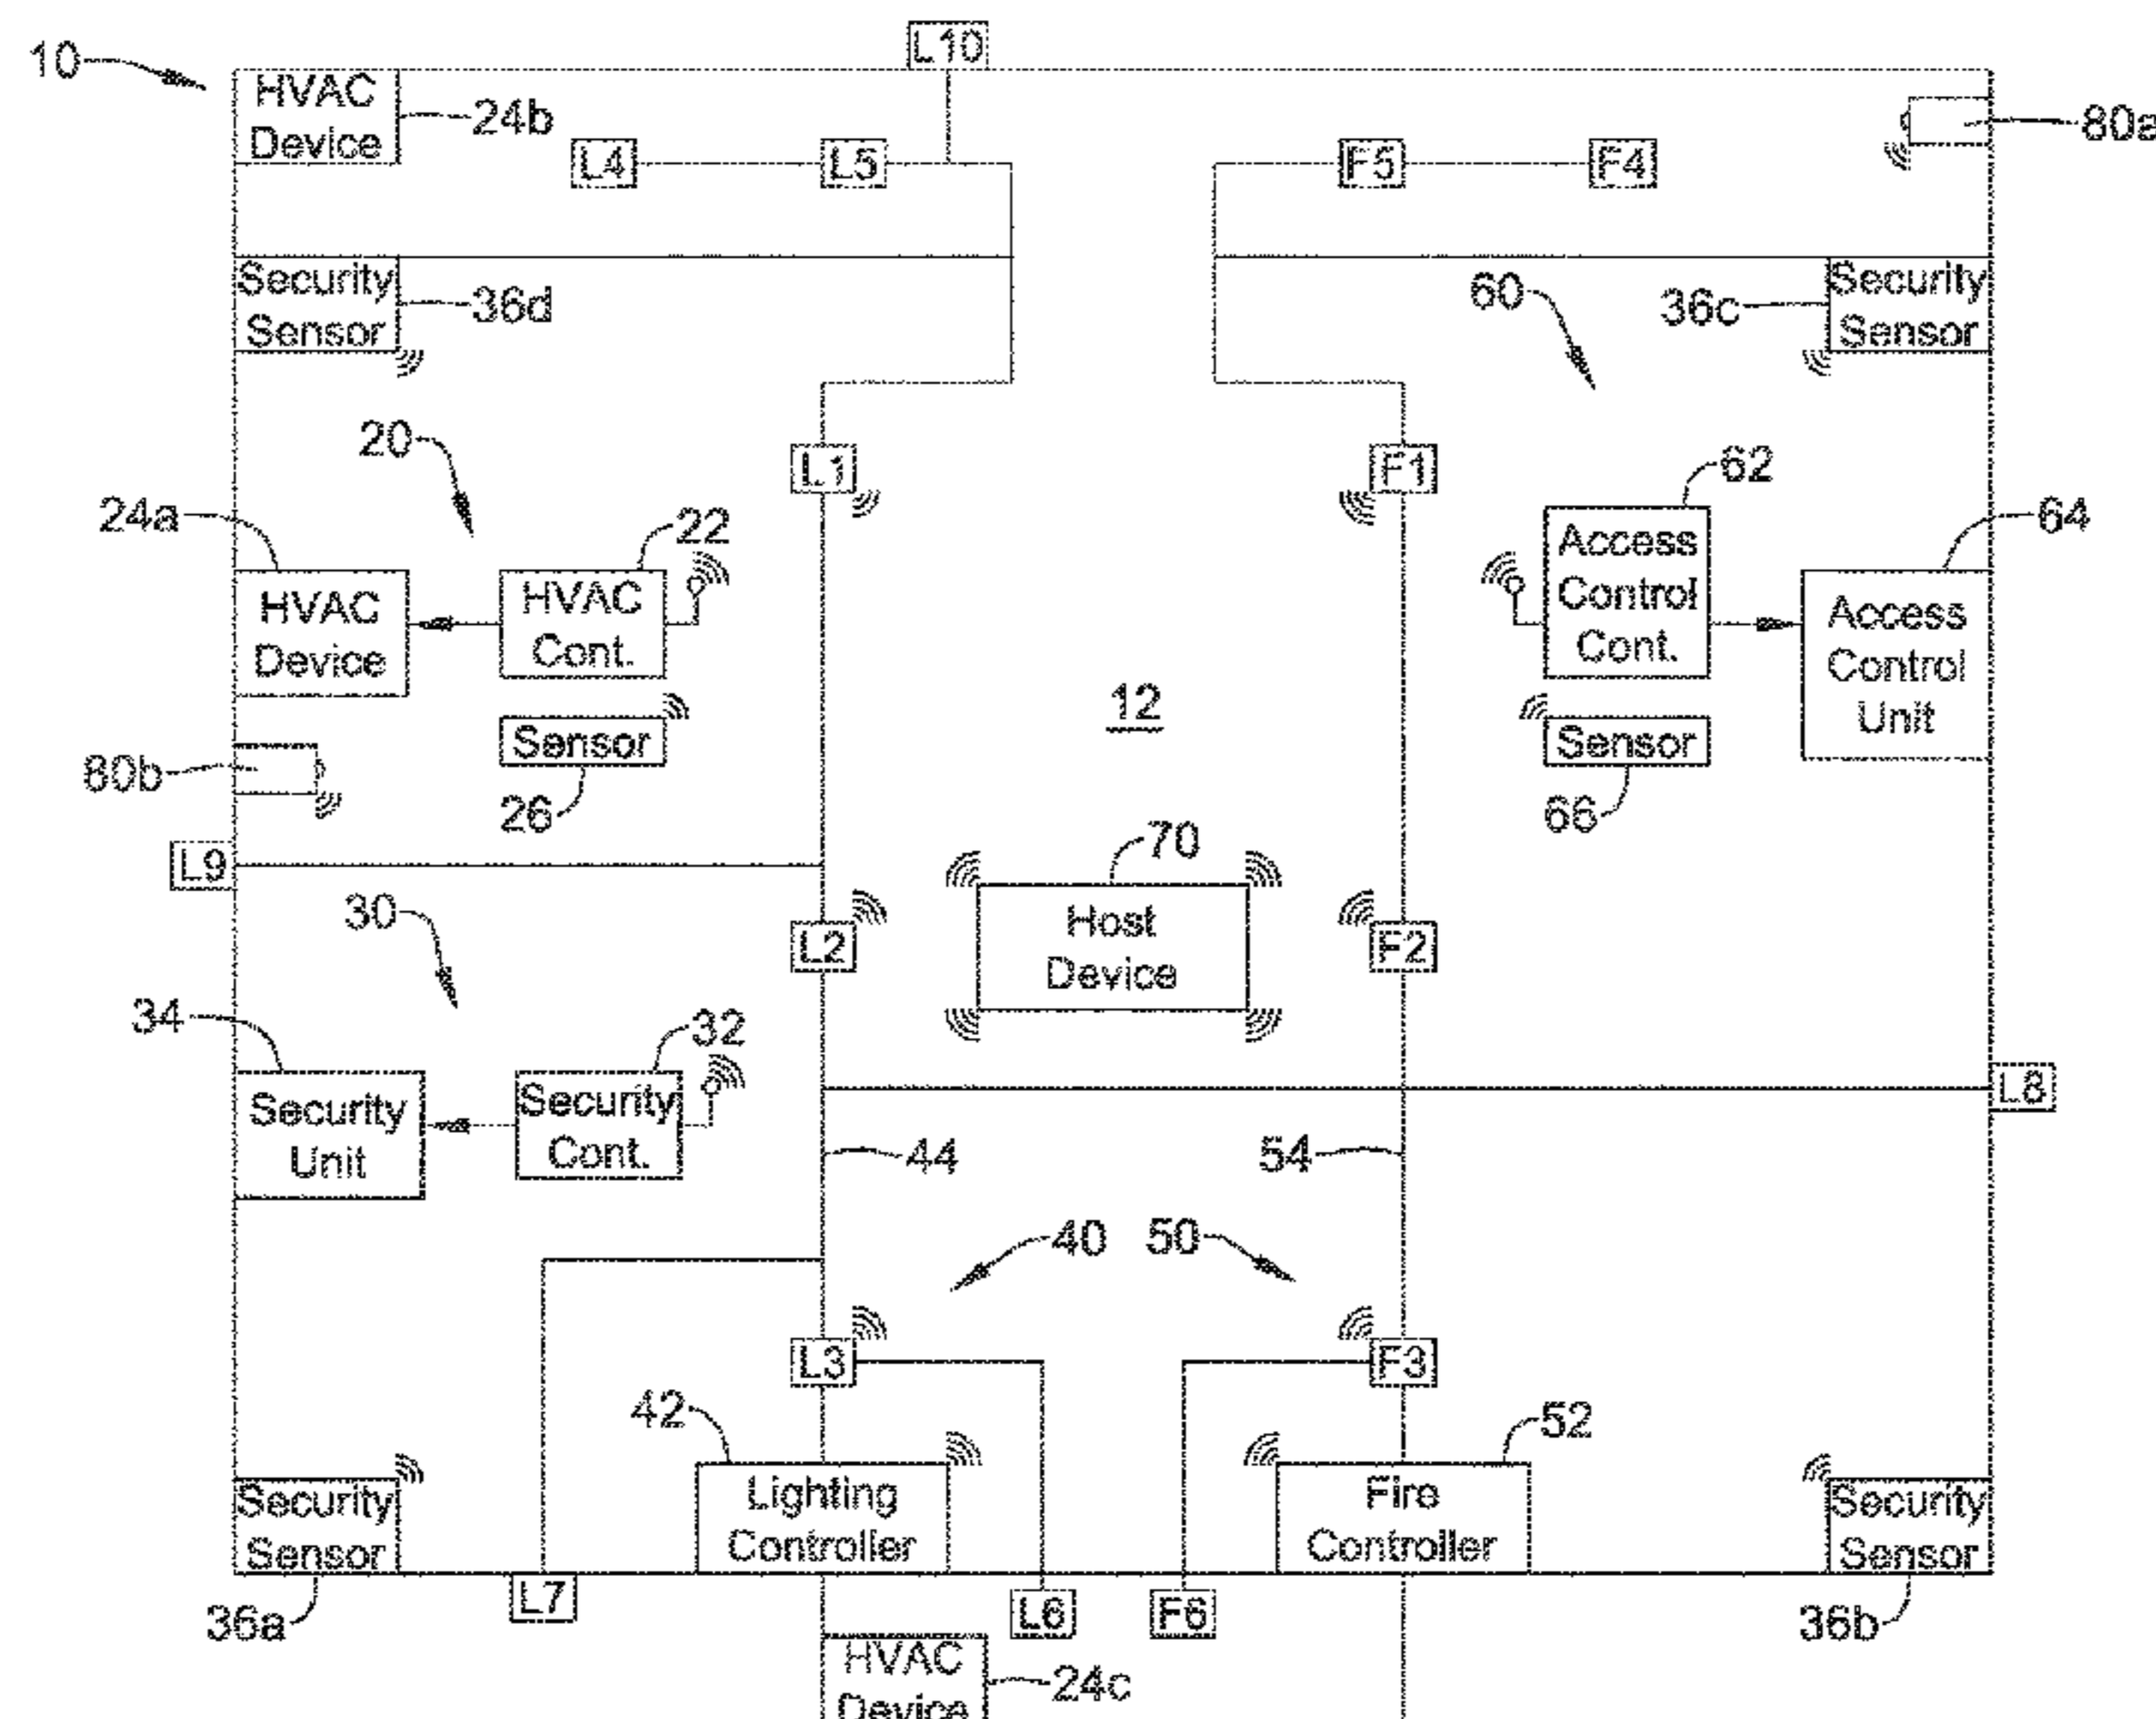 L10
10
HVAC
Device
24b
L4
L5
F5
F4
80a
Security
Sensor
36d
60
36c
Security
Sensor
20
L1
F1
62
24a
22
64
HVAC
Device
HVAC
Cont.
Access
Control
Cont.
Access
Control
Unit
12
80b
Sensor
26
Sensor
66
L9
70
30
L2
Host
Device
F2
34
32
Security
Unit
Security
Cont.
L8
44
54
40
50
L3
F3
42
52
Security
Sensor
Lighting
Controller
Fire
Controller
Security
Sensor
36a
L7
L6
F6
36b
HVAC
Device
24c